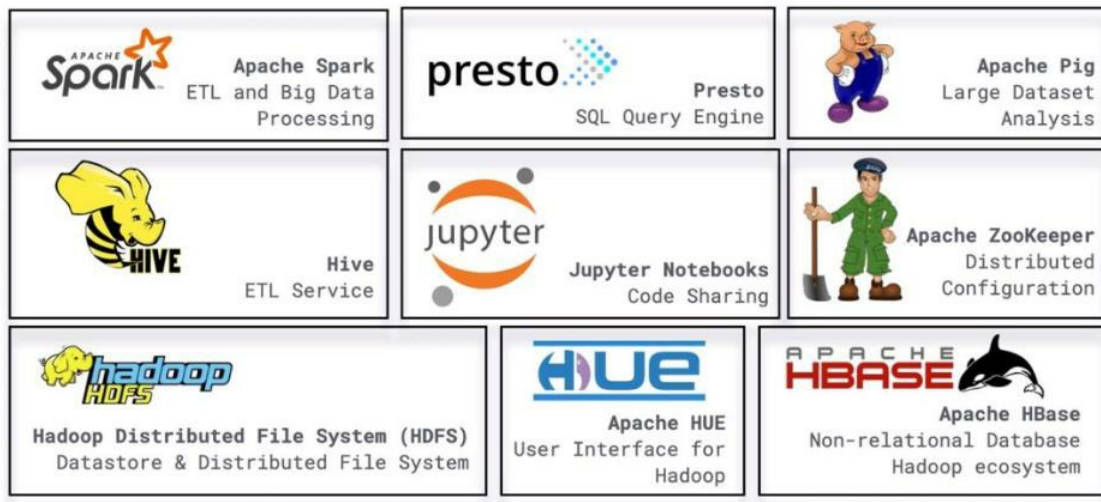 APACHE
Spark™
Apache Spark
ETL and Big Data
Processing
presto
Presto
SQL Query Engine
Apache Pig
Large Dataset
Analysis
HIVE
Hive
ETL Service
jupyter
Jupyter Notebooks
Code Sharing
Apache ZooKeeper
Distributed
Configuration
hadoop
HDFS
Hadoop Distributed File System (HDFS)
Datastore & Distributed File System
HUE
Apache HUE
User Interface for
Hadoop
APACHE
HBASE
Apache HBase
Non-relational Database
Hadoop ecosystem